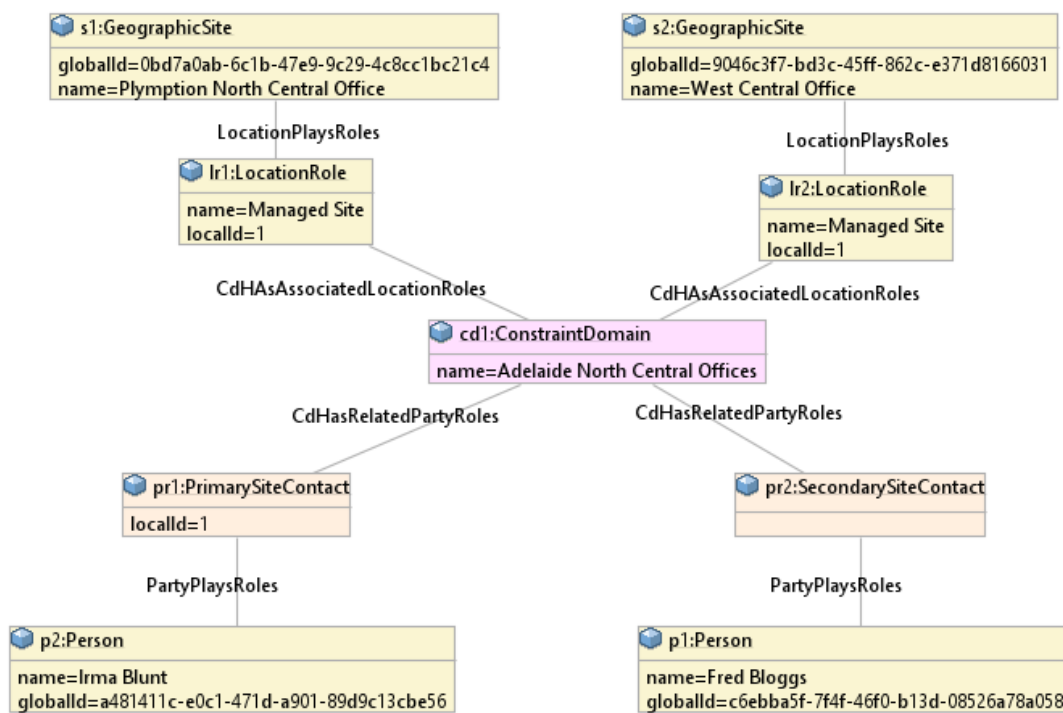 s1:GeographicSite
globalId=0bd7a0ab-6c1b-47e9-9c29-4c8cc1bc21c4
name=Plymption North Central Office
s2:GeographicSite
globalId=9046c3f7-bd3c-45ff-862c-e371d8166031
name=West Central Office
LocationPlaysRoles
LocationPlaysRoles
lr1:LocationRole
name=Managed Site
localId=1
lr2:LocationRole
name=Managed Site
localId=1
CdHAsAssociatedLocationRoles
CdHAsAssociatedLocationRoles
cd1:ConstraintDomain
name=Adelaide North Central Offices
CdHasRelatedPartyRoles
CdHasRelatedPartyRoles
pr1:PrimarySiteContact
localId=1
pr2:SecondarySiteContact
PartyPlaysRoles
PartyPlaysRoles
p2:Person
name=Irma Blunt
globalId=a481411c-e0c1-471d-a901-89d9c13cbe56
p1:Person
name=Fred Bloggs
globalId=c6ebba5f-7f4f-46f0-b13d-08526a78a058